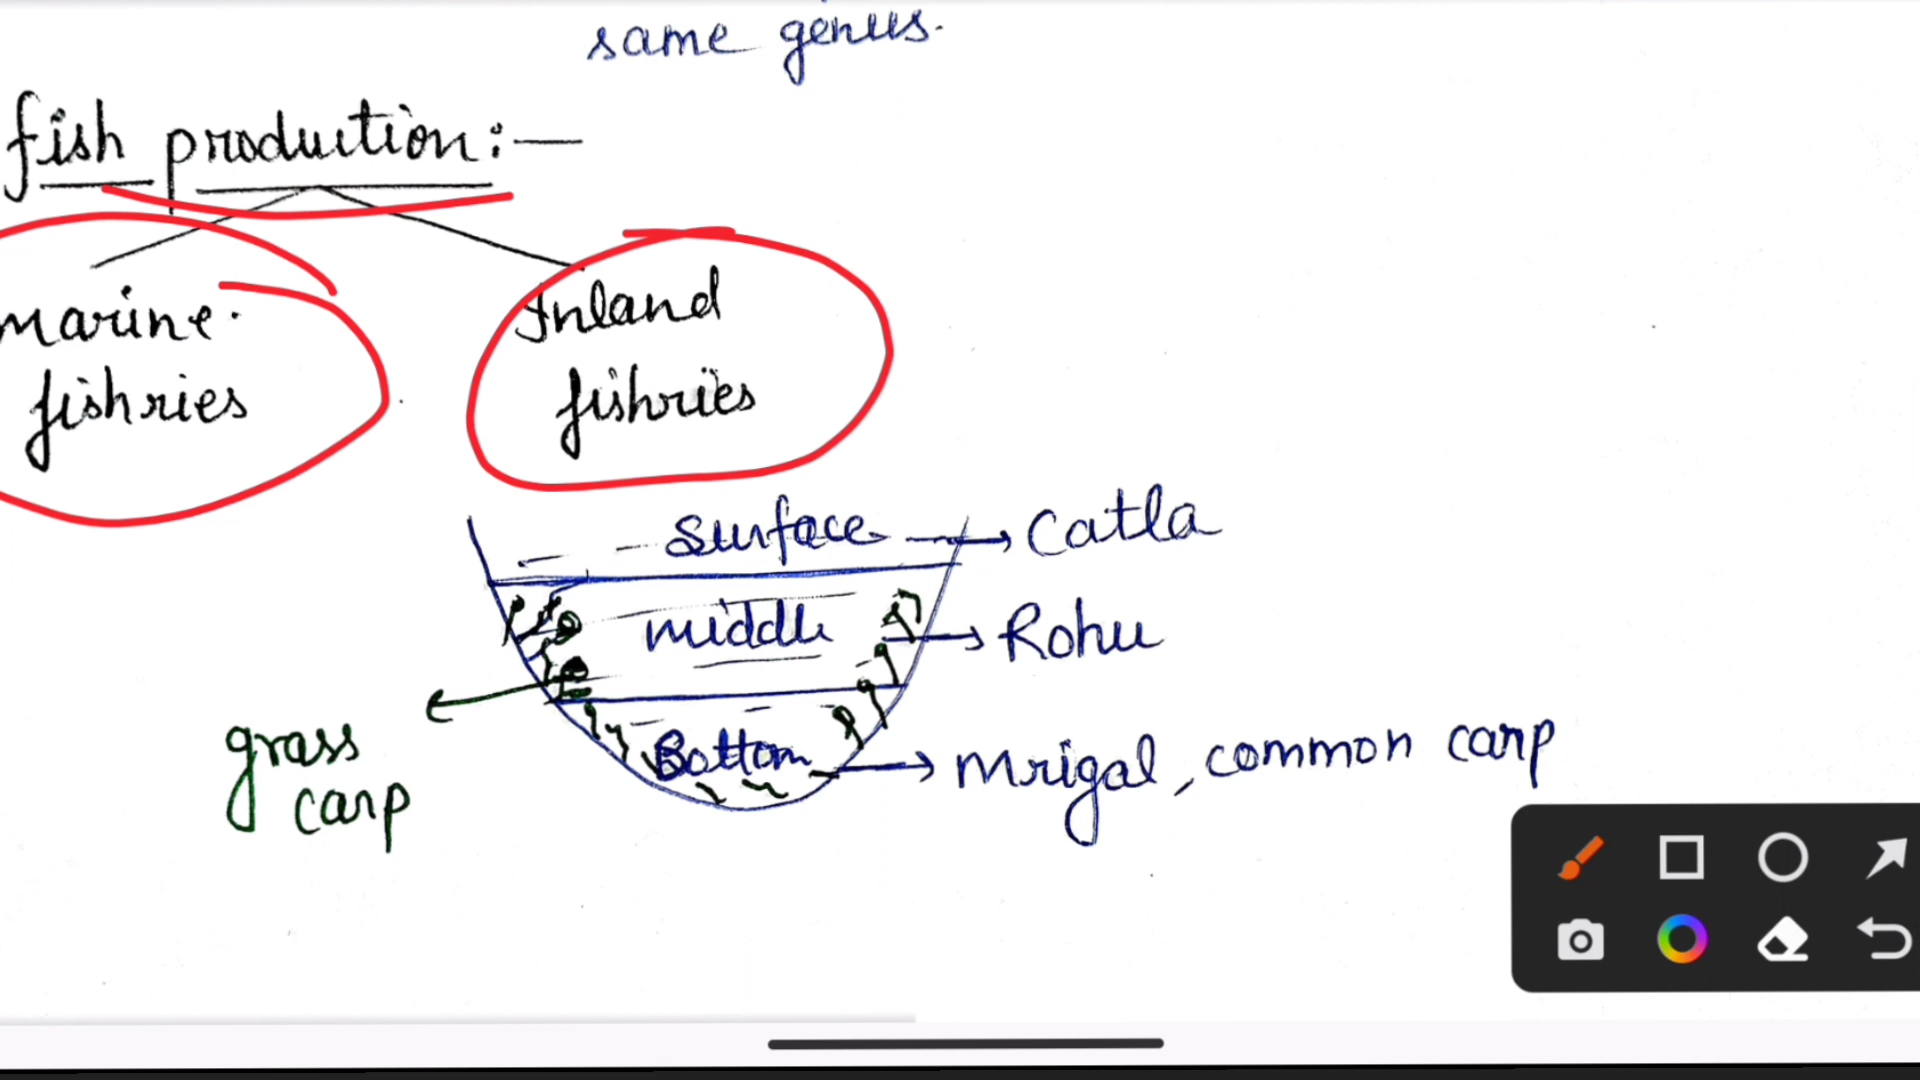 same genus.
fish production:—
marine.
fishries
Inland
fishries
surface → Catla
middle → Rohu
grass
carp
Bottom → Mrigal, common carp